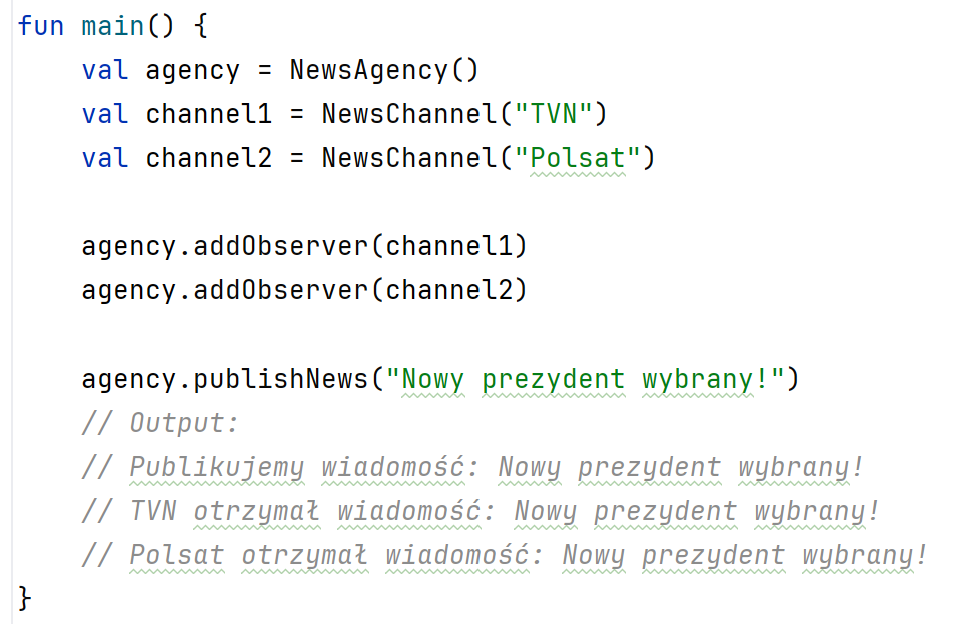 fun main() {
    val agency = NewsAgency()
    val channel1 = NewsChannel("TVN")
    val channel2 = NewsChannel("Polsat")
    agency.addObserver(channel1)
    agency.addObserver(channel2)
    agency.publishNews("Nowy prezydent wybrany!")
    // Output:
    // Publikujemy wiadomość: Nowy prezydent wybrany!
    // TVN otrzymał wiadomość: Nowy prezydent wybrany!
    // Polsat otrzymał wiadomość: Nowy prezydent wybrany!
}